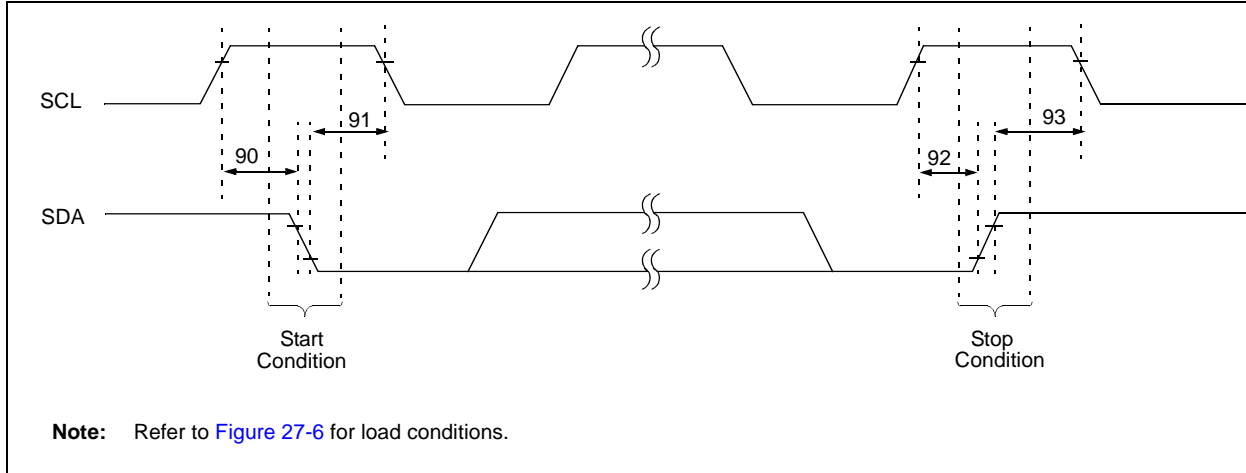 SCL
91
93
90
92
SDA
Start
Condition
Stop
Condition
Note: Refer to Figure 27-6 for load conditions.